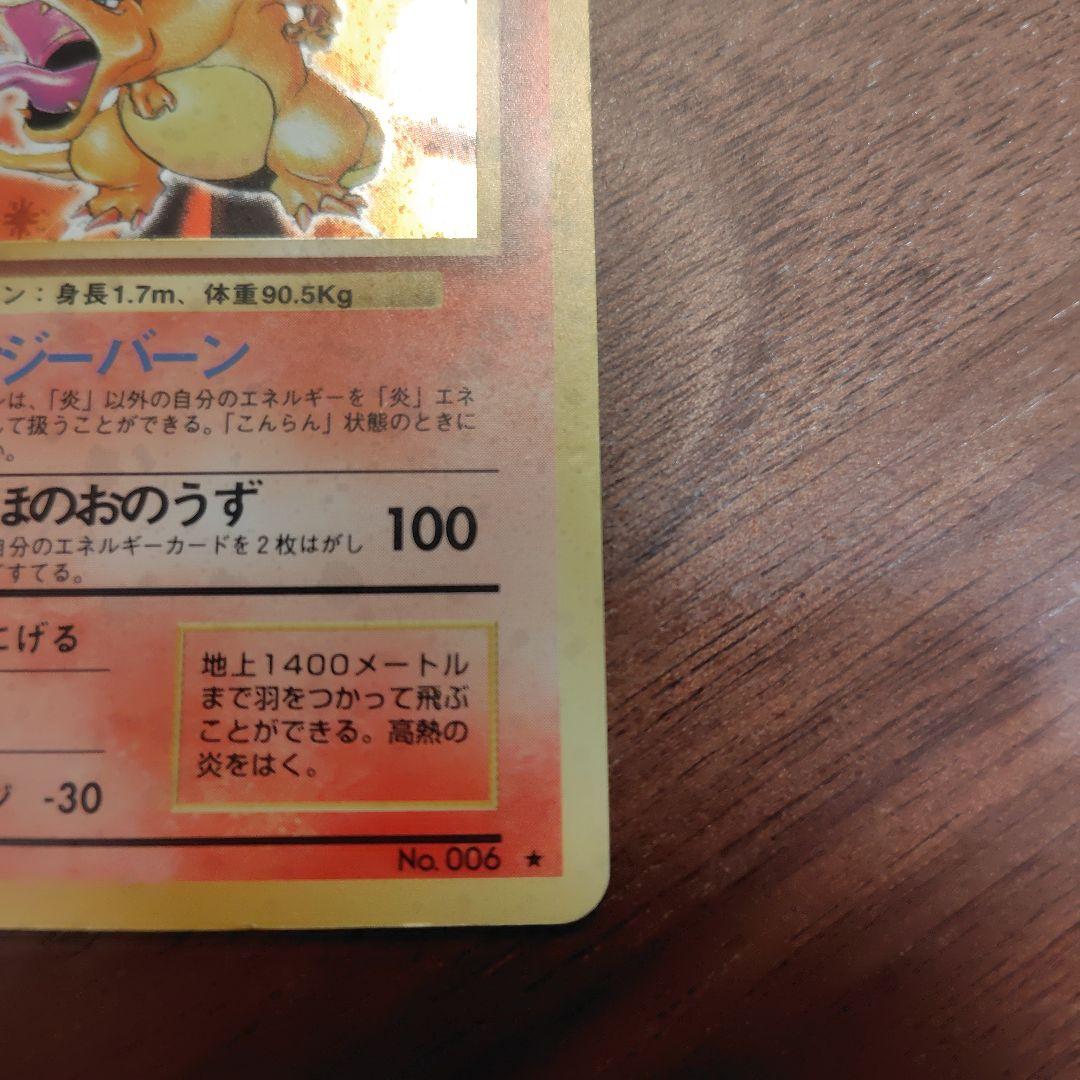 ン：身長1.7m、体重90.5Kg
ジーバーン
は、「炎」以外の自分のエネルギーを「炎」エネ
して扱うことができる。「こんらん」状態のときに
い。
ほのおのうず 100
自分のエネルギーカードを２枚はがし
すてる。
にげる
地上1400メートル
まで羽をつかって飛ぶ
ことができる。高熱の
炎をはく。
ジ -30
No. 006 ★